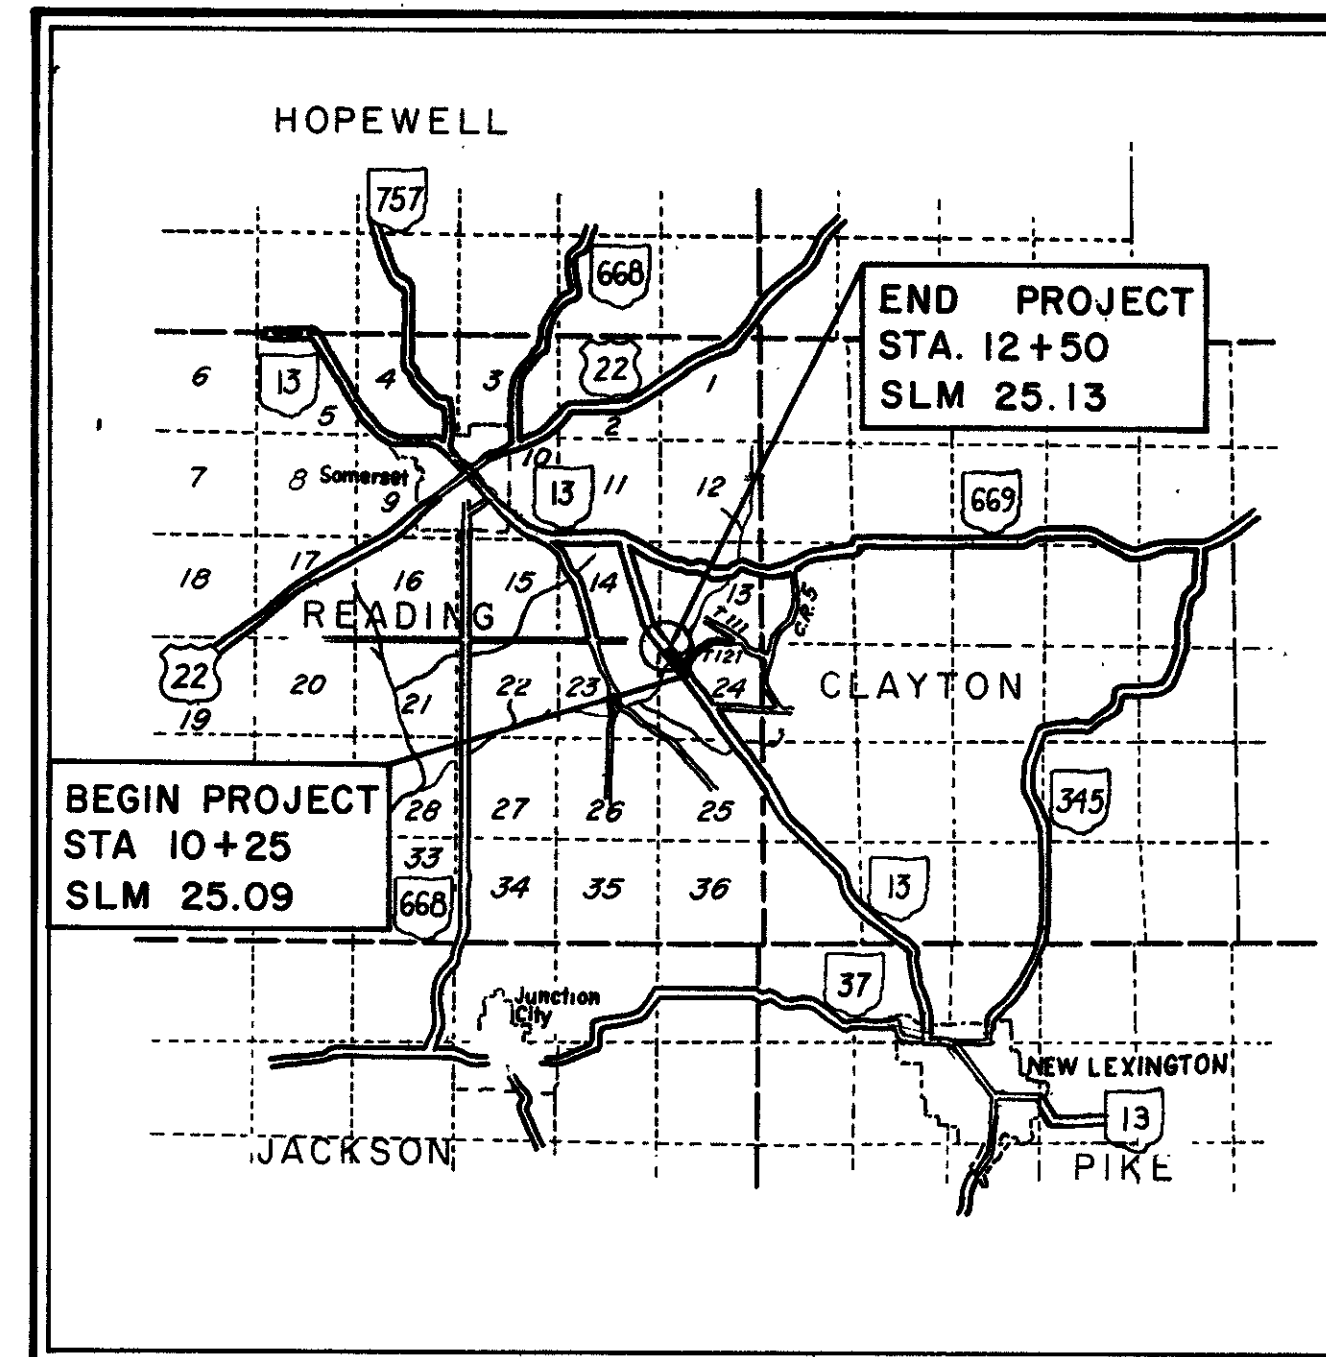 HOPEWELL
757
668
END PROJECT
STA. 12+50
SLM 25.13
22
6
13
5
4
3
2
1
7
8
Somerset
9
10
13
11
12
669
18
17
16
15
14
13
C.R.5
READING
T111
T121
22
19
20
21
22
23
24
CLAYTON
BEGIN PROJECT
STA 10+25
SLM 25.09
28
27
26
25
345
33
34
35
36
668
13
37
Junction
City
NEW LEXINGTON
13
JACKSON
PIKE